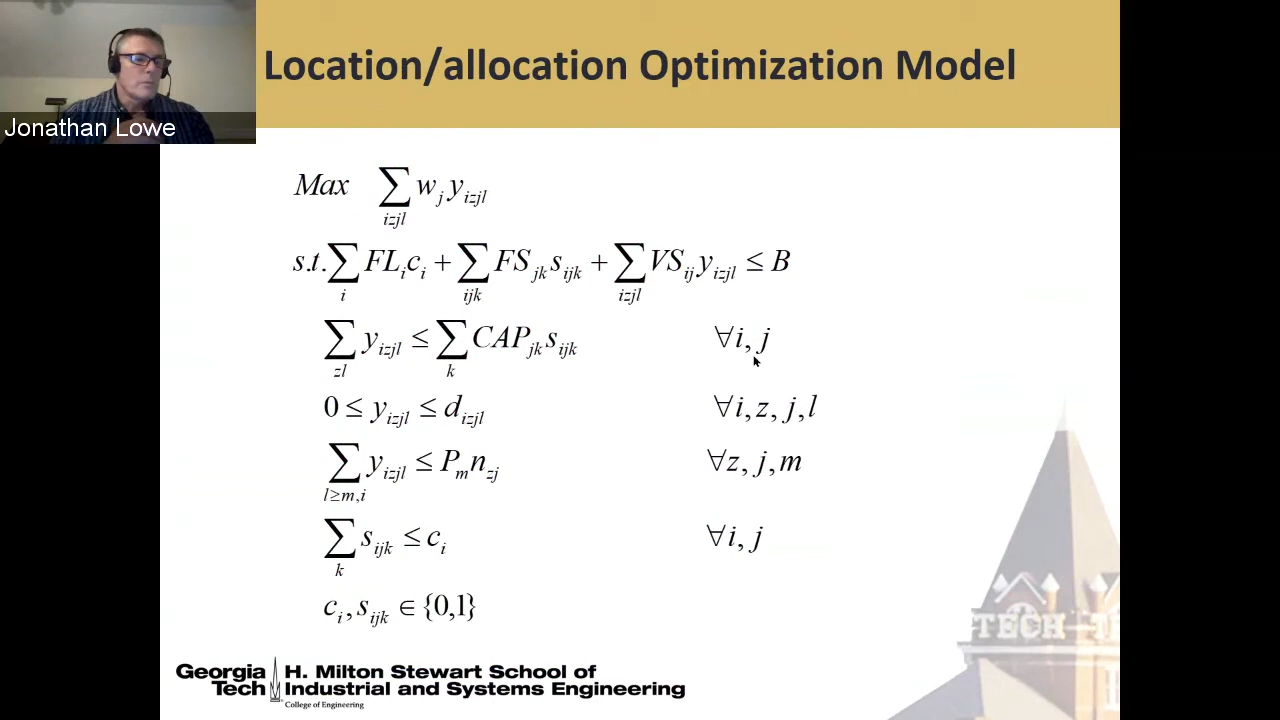 Location/allocation Optimization Model
Jonathan Lowe
Max ∑_{izjl} w_j y_{izjl}
s.t. ∑_i FL_i c_i + ∑_{ijk} FS_{jk} s_{ijk} + ∑_{izjl} VS_{ij} y_{izjl} ≤ B
∑_{zl} y_{izjl} ≤ ∑_k CAP_{jk} s_{ijk} ∀i, j
0 ≤ y_{izjl} ≤ d_{izjl} ∀i, z, j, l
∑_{l≥m,i} y_{izjl} ≤ P_m n_{zj} ∀z, j, m
∑_k s_{ijk} ≤ c_i ∀i, j
c_i, s_{ijk} ∈ {0,1}
TECH
Georgia Tech
H. Milton Stewart School of
Industrial and Systems Engineering
College of Engineering